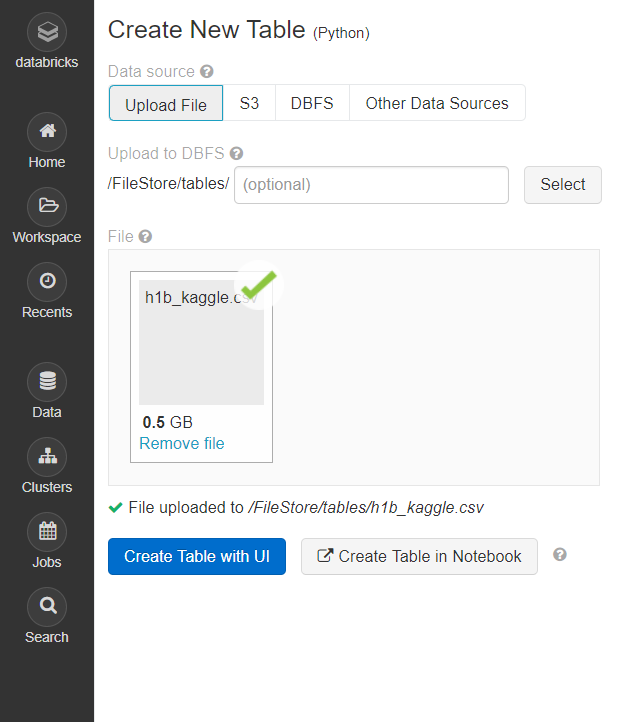 databricks
Home
Workspace
Recents
Data
Clusters
Jobs
Search
Create New Table (Python)
Data source
Upload File S3 DBFS Other Data Sources
Upload to DBFS
/FileStore/tables/ (optional) Select
File
h1b_kaggle.csv
0.5 GB
Remove file
File uploaded to /FileStore/tables/h1b_kaggle.csv
Create Table with UI Create Table in Notebook